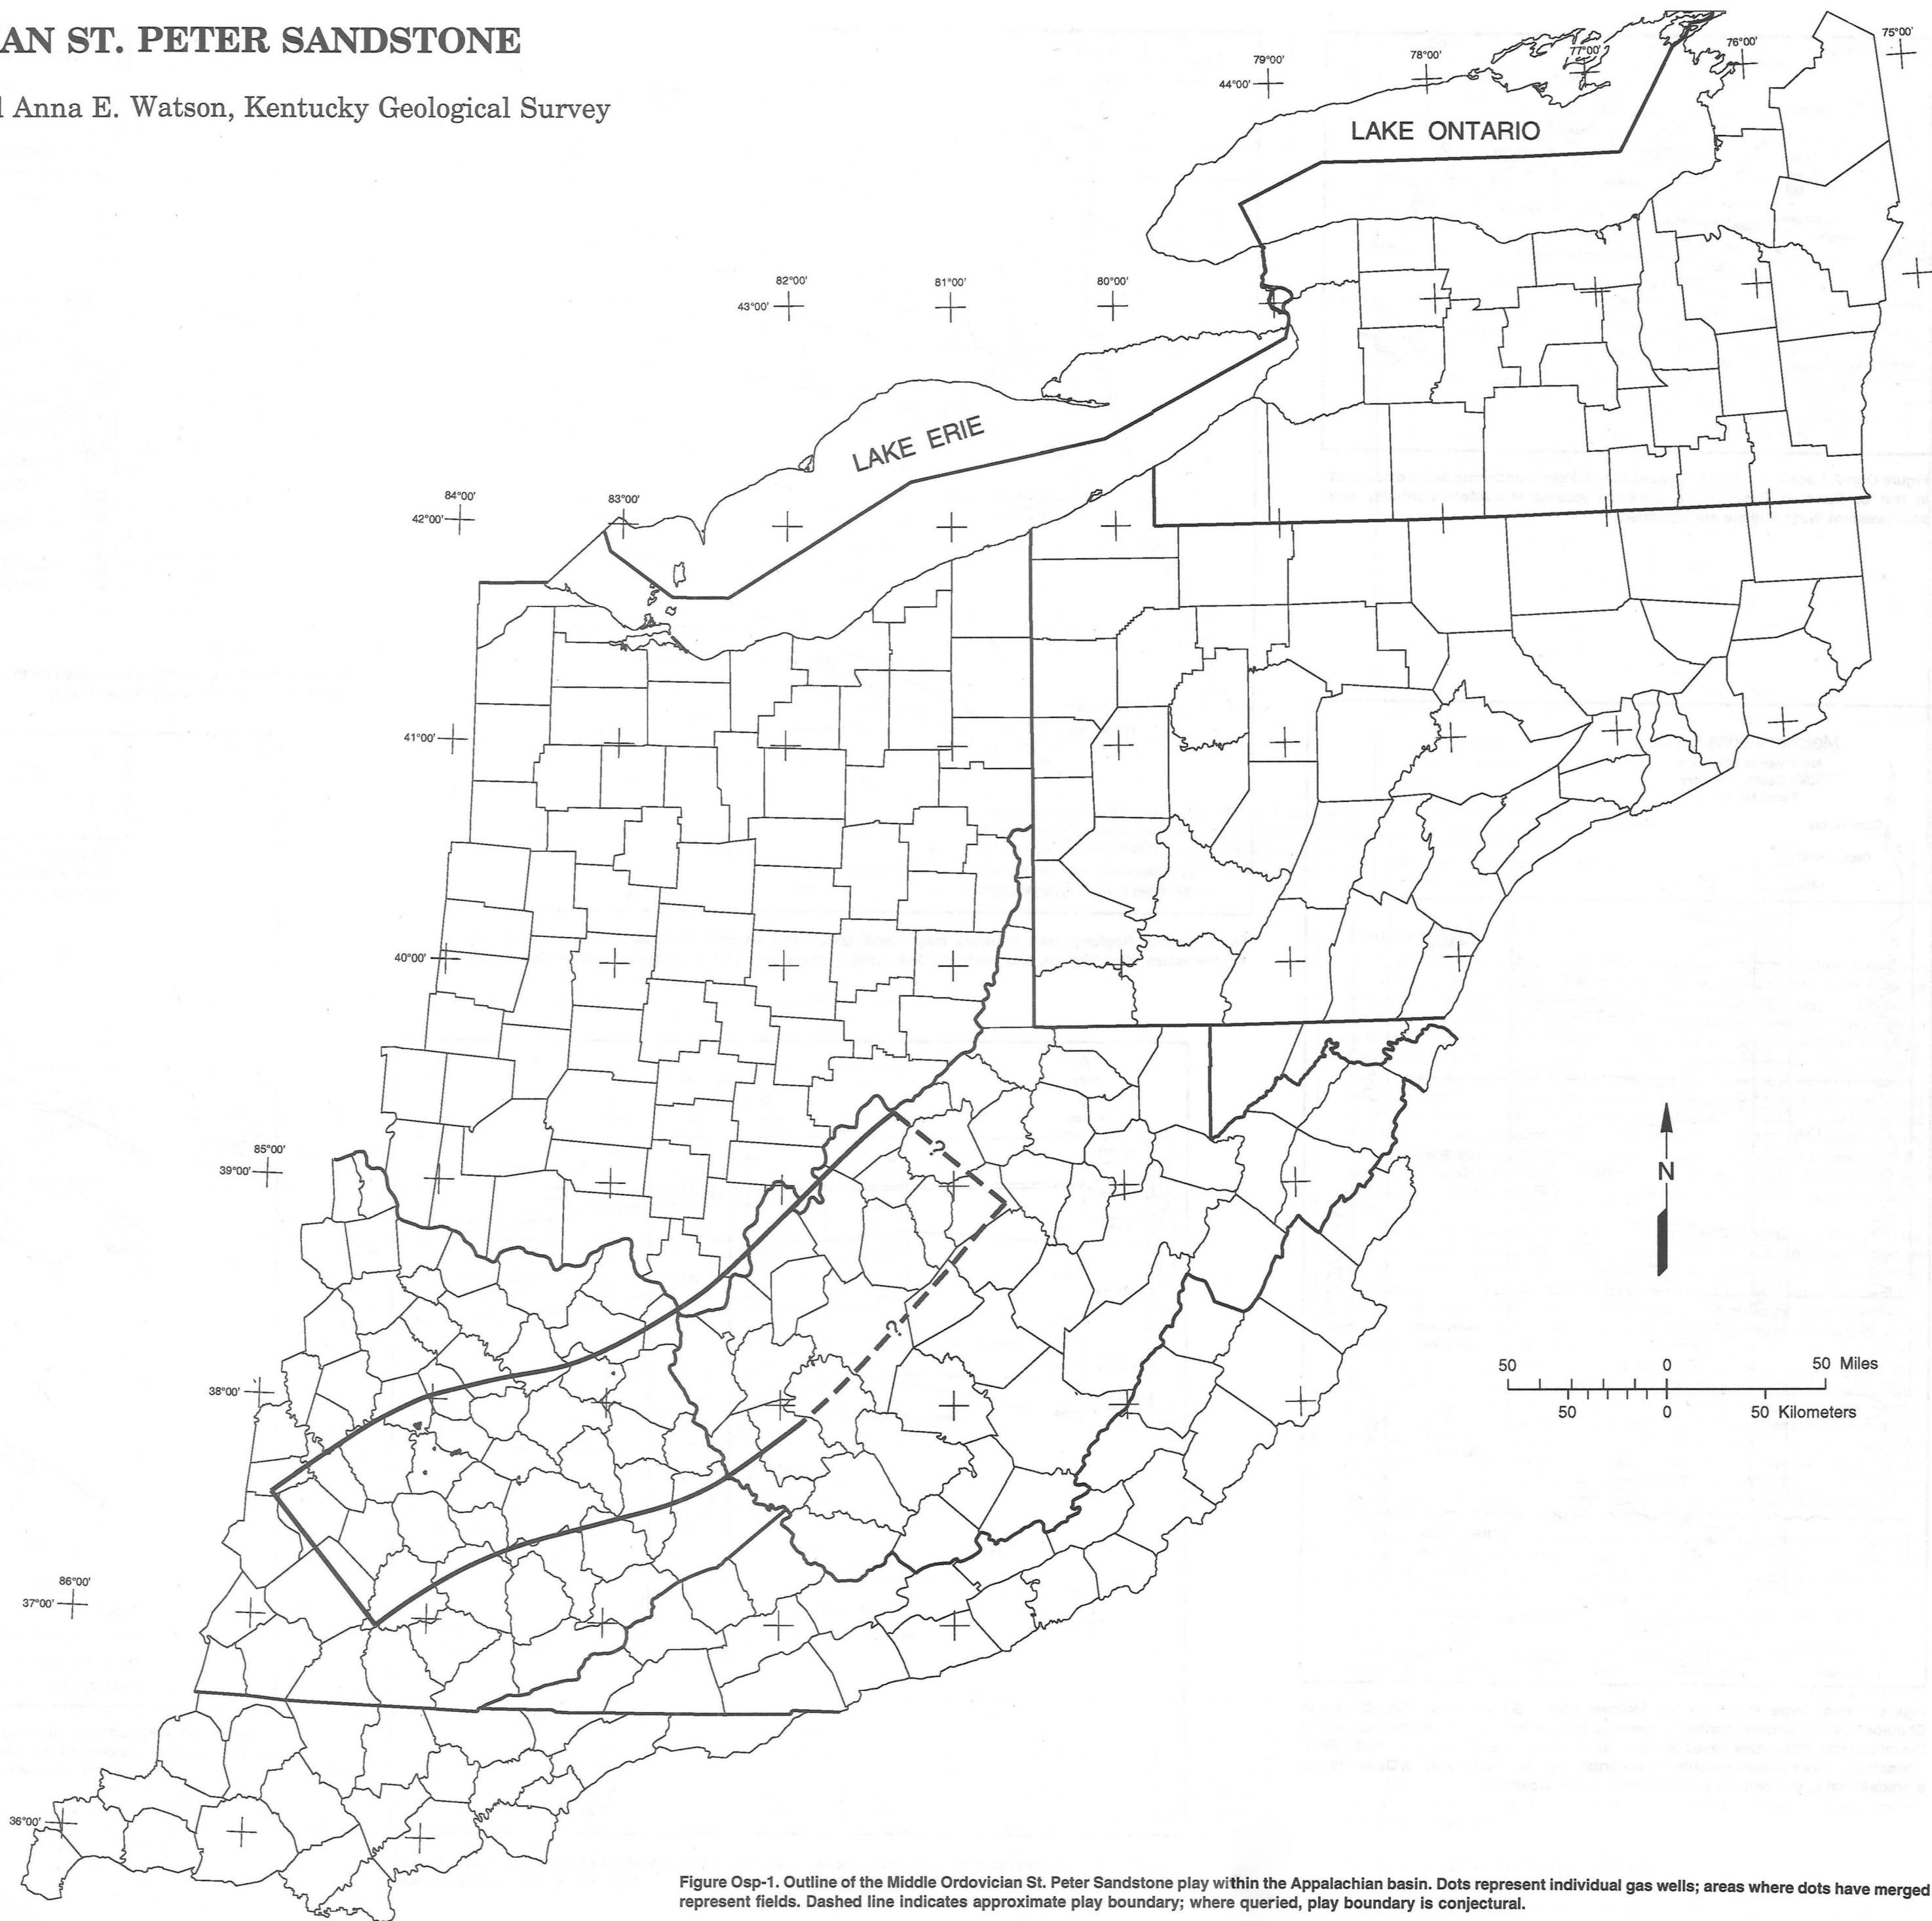 AN ST. PETER SANDSTONE
Anna E. Watson, Kentucky Geological Survey
75°00'
76°00'
77°00'
78°00'
79°00'
44°00'
LAKE ONTARIO
82°00'
81°00'
80°00'
43°00'
LAKE ERIE
84°00'
83°00'
42°00'
41°00'
40°00'
85°00'
39°00'
?
N
?
38°00'
50 0 50 Miles
50 0 50 Kilometers
86°00'
37°00'
36°00'
Figure Osp-1. Outline of the Middle Ordovician St. Peter Sandstone play within the Appalachian basin. Dots represent individual gas wells; areas where dots have merged
represent fields. Dashed line indicates approximate play boundary; where queried, play boundary is conjectural.